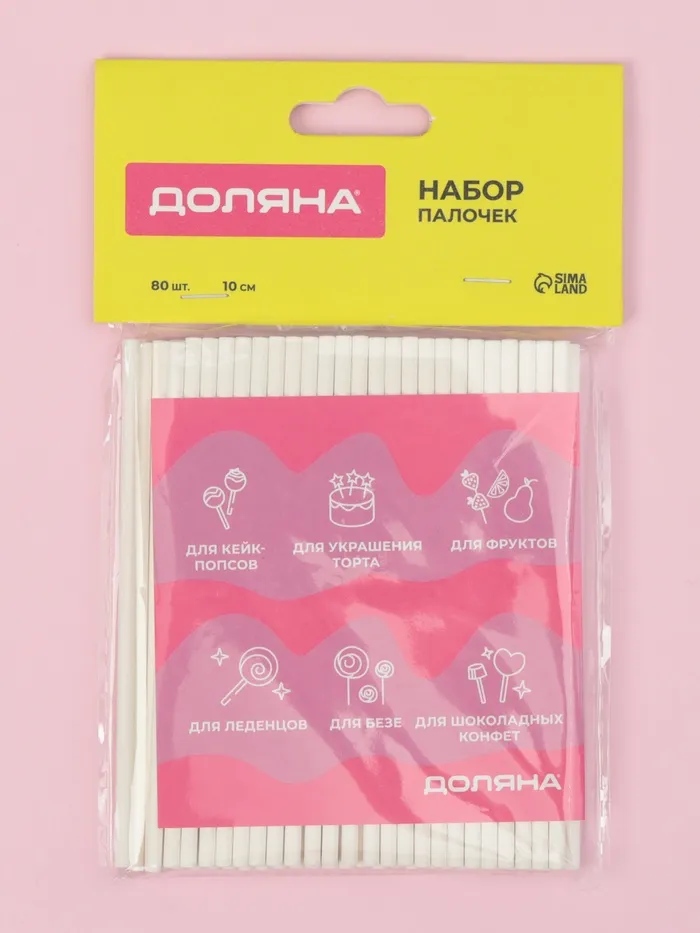 ДОЛЯНА®
НАБОР
ПАЛОЧЕК
80 шт. 10 см
SIMA
LAND
ДЛЯ КЕЙК-
ПОПСОВ
ДЛЯ УКРАШЕНИЯ
ТОРТА
ДЛЯ ФРУКТОВ
ДЛЯ ЛЕДЕНЦОВ
ДЛЯ БЕЗЕ
ДЛЯ ШОКОЛАДНЫХ
КОНФЕТ
ДОЛЯНА®